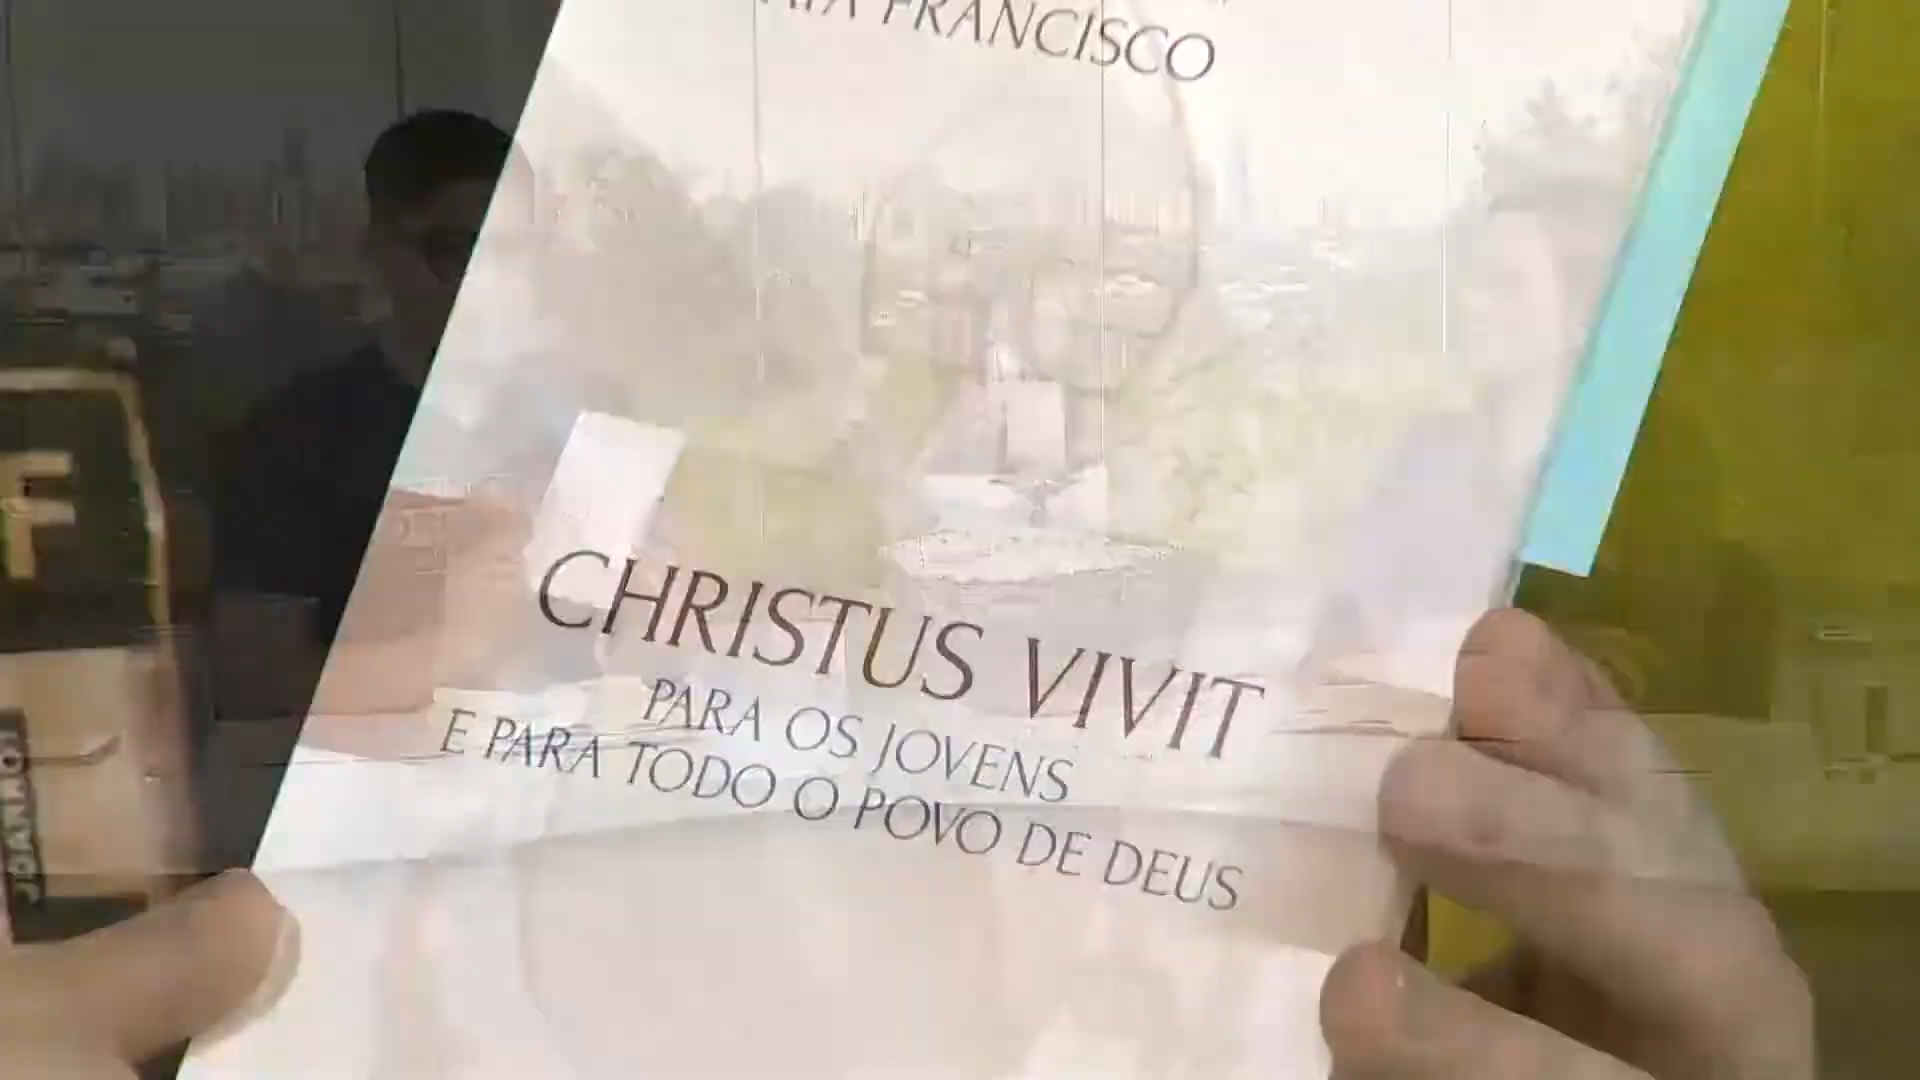 FRANCISCO
CHRISTUS VIVIT
PARA OS JOVENS
E PARA TODO O POVO DE DEUS
F